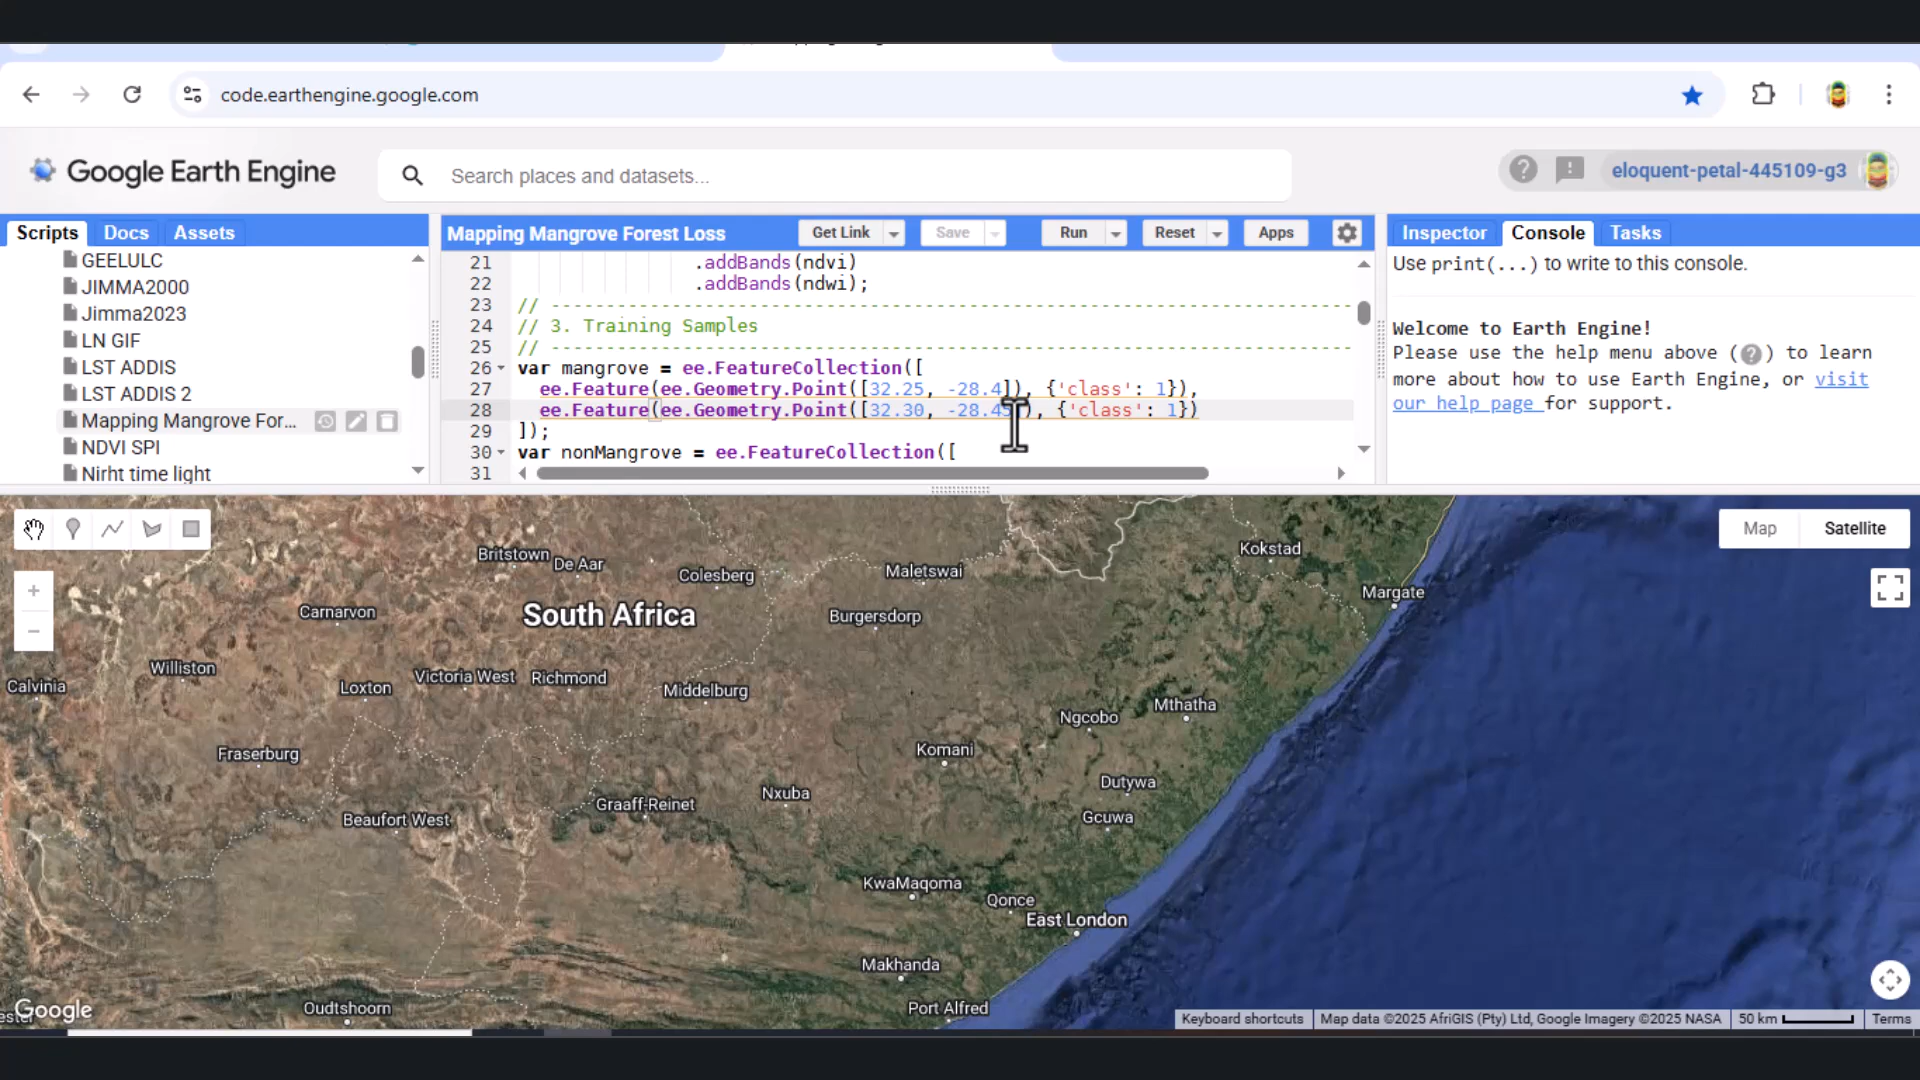 code.earthengine.google.com
Google Earth Engine
Search places and datasets...
eloquent-petal-445109-g3
Scripts
Docs
Assets
Mapping Mangrove Forest Loss
Get Link
Save
Run
Reset
Apps
Inspector
Console
Tasks
GEELULC
JIMMA2000
Jimma2023
LN GIF
LST ADDIS
LST ADDIS 2
Mapping Mangrove For...
NDVI SPI
Nirht time light
21 .addBands(ndvi)
22 .addBands(ndwi);
23 // --------------------------------------------------------------------------
24 // 3. Training Samples
25 // --------------------------------------------------------------------------
26 var mangrove = ee.FeatureCollection([
27 ee.Feature(ee.Geometry.Point([32.25, -28.4]), {'class': 1}),
28 ee.Feature(ee.Geometry.Point([32.30, -28.45]), {'class': 1})
29 ]);
30 var nonMangrove = ee.FeatureCollection([
31
Use print(...) to write to this console.
Welcome to Earth Engine!
Please use the help menu above (?) to learn
more about how to use Earth Engine, or visit
our help page for support.
Map
Satellite
Britstown
De Aar
Colesberg
Maletswai
Kokstad
Margate
Carnarvon
South Africa
Burgersdorp
Williston
Calvinia
Loxton
Victoria West
Richmond
Middelburg
Ngcobo
Mthatha
Fraserburg
Komani
Dutywa
Nxuba
Graaff-Reinet
Beaufort West
Gcuwa
KwaMaqoma
Qonce
East London
Makhanda
Port Alfred
Oudtshoorn
Google
Keyboard shortcuts
Map data ©2025 AfriGIS (Pty) Ltd, Google Imagery ©2025 NASA
50 km
Terms